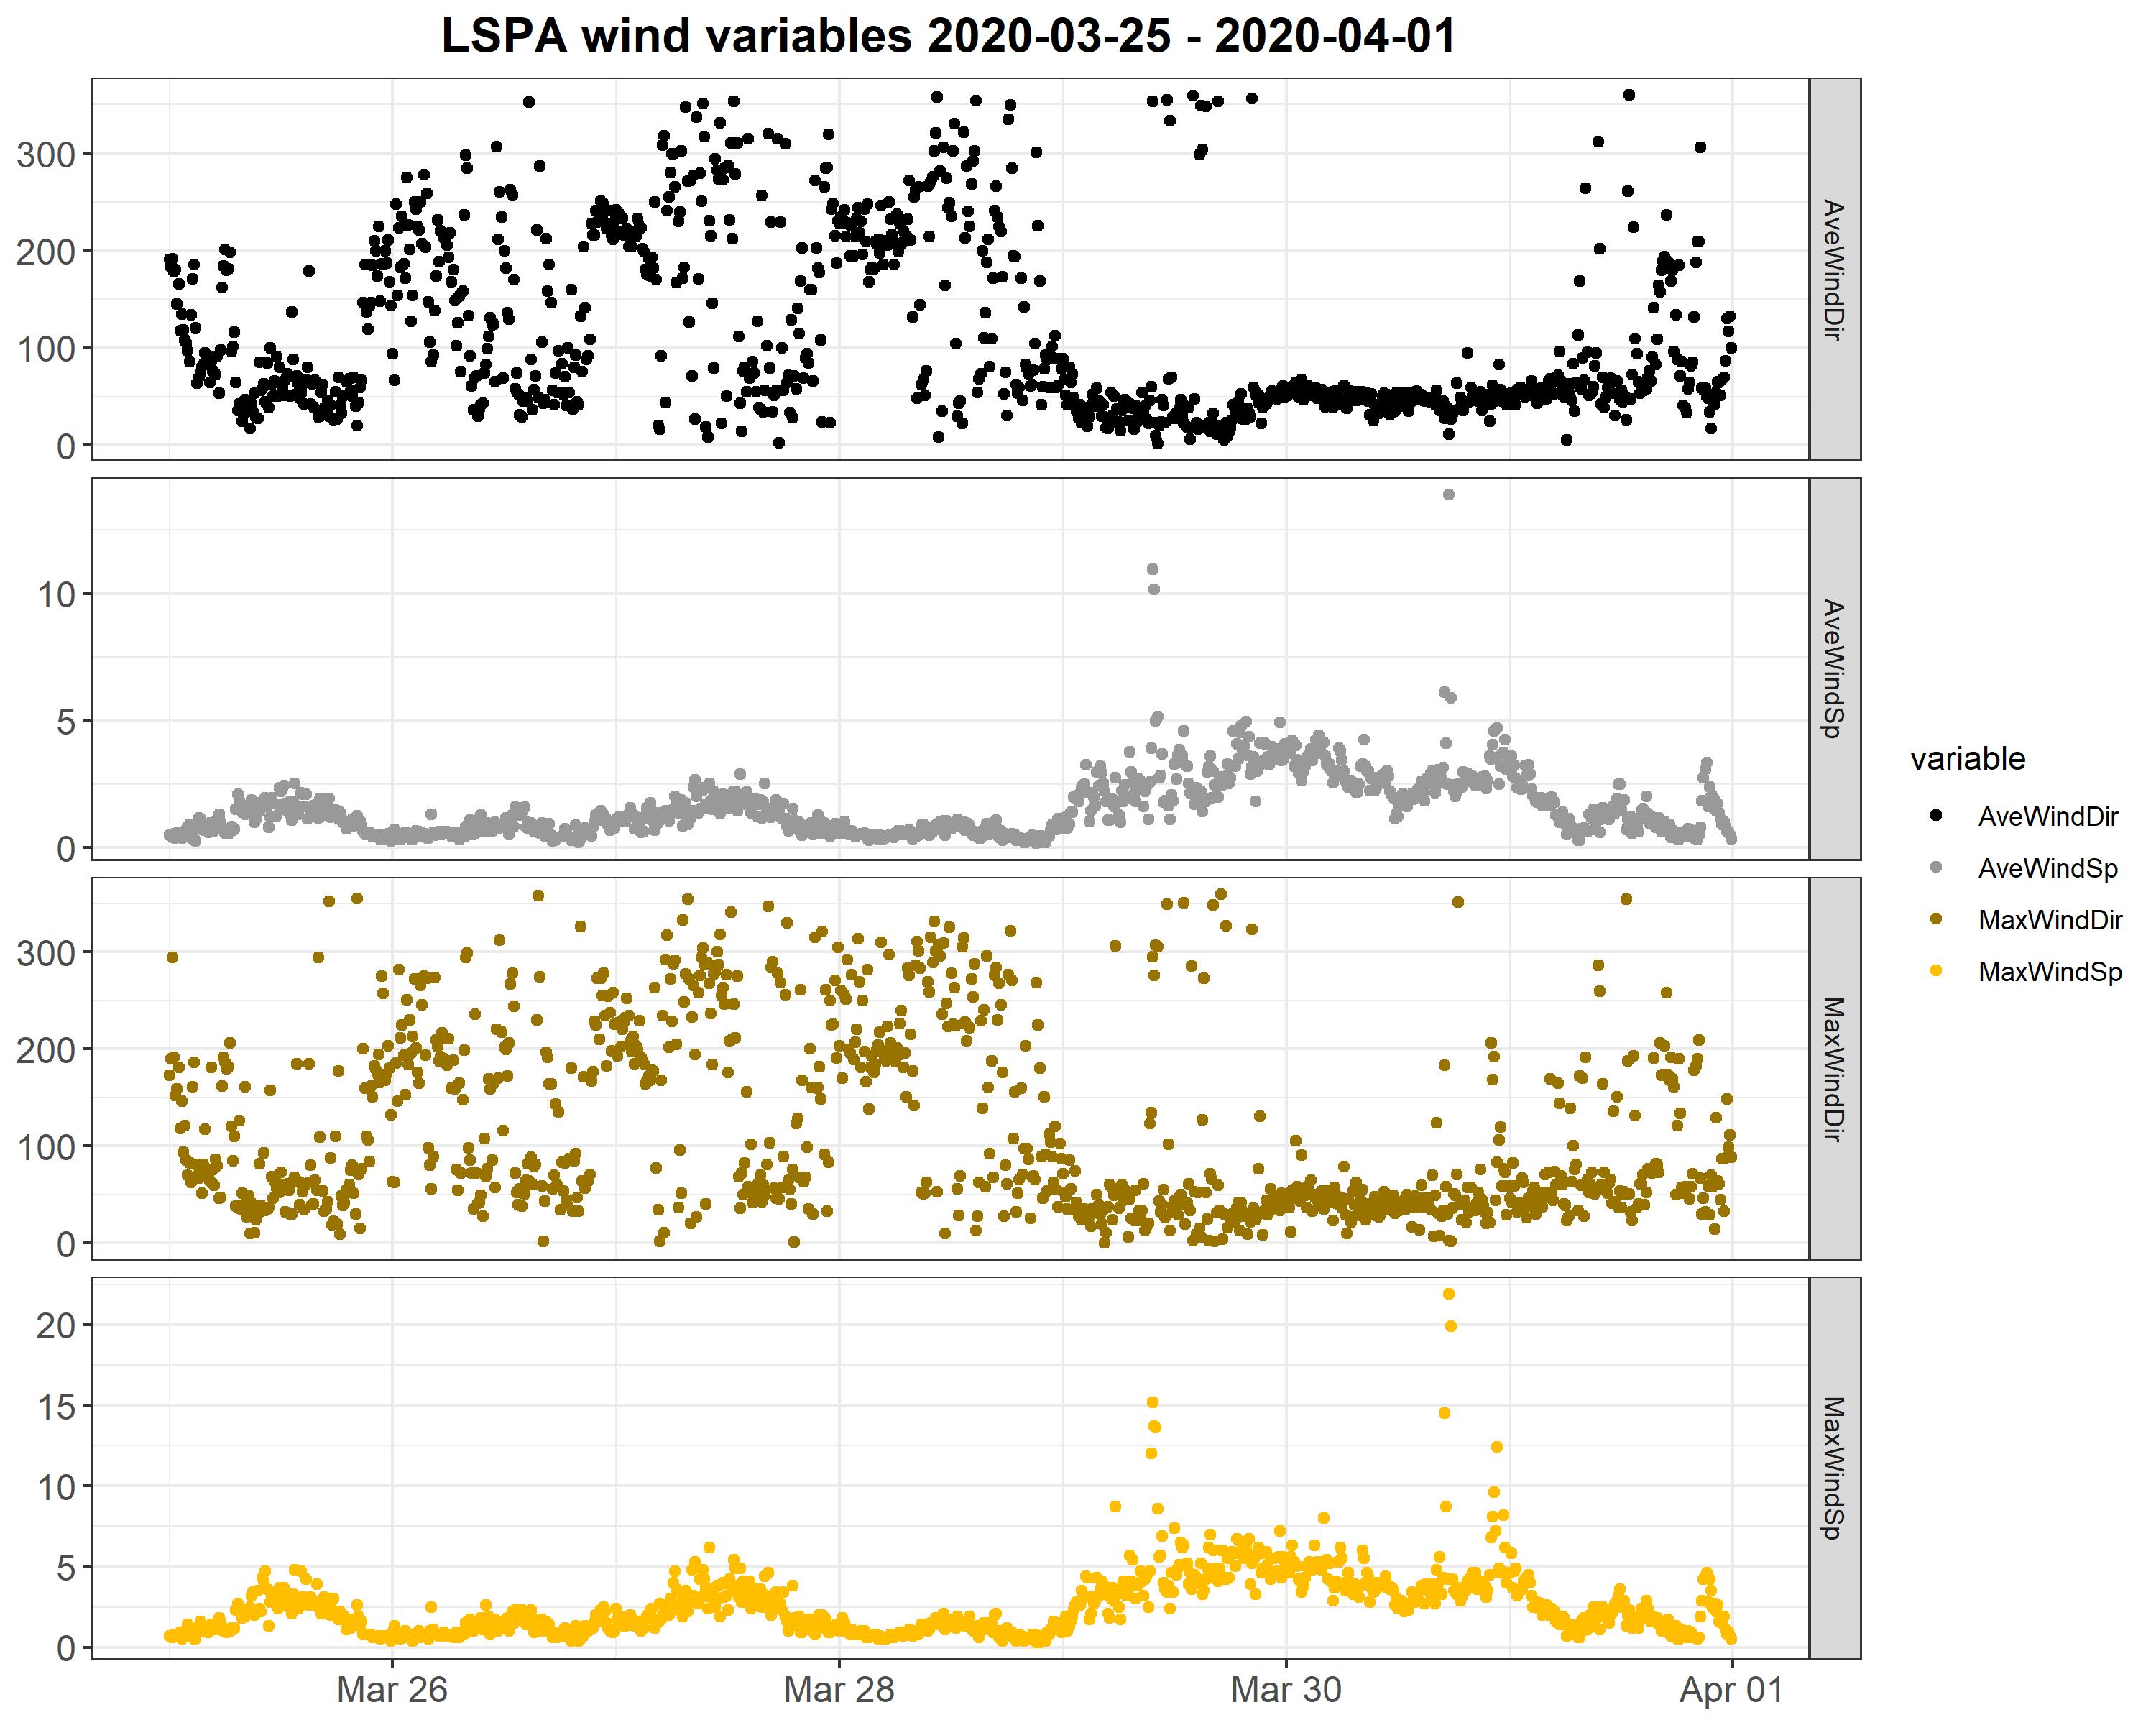 LSPA wind variables 2020-03-25 - 2020-04-01
300
200
100
0
AveWindDir
10
5
0
AveWindSp
300
200
100
0
MaxWindDir
20
15
10
5
0
MaxWindSp
Mar 26 Mar 28 Mar 30 Apr 01
variable
AveWindDir
AveWindSp
MaxWindDir
MaxWindSp